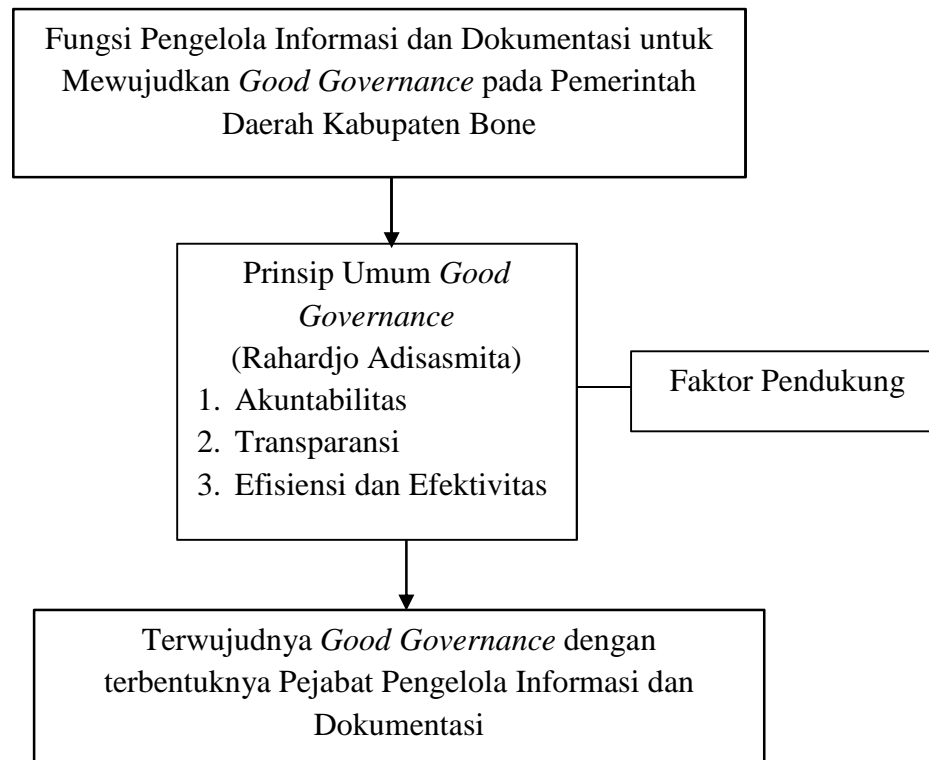 Fungsi Pengelola Informasi dan Dokumentasi untuk
Mewujudkan Good Governance pada Pemerintah
Daerah Kabupaten Bone
Prinsip Umum Good
Governance
(Rahardjo Adisasmita)
1. Akuntabilitas
2. Transparansi
3. Efisiensi dan Efektivitas
Faktor Pendukung
Terwujudnya Good Governance dengan
terbentuknya Pejabat Pengelola Informasi dan
Dokumentasi